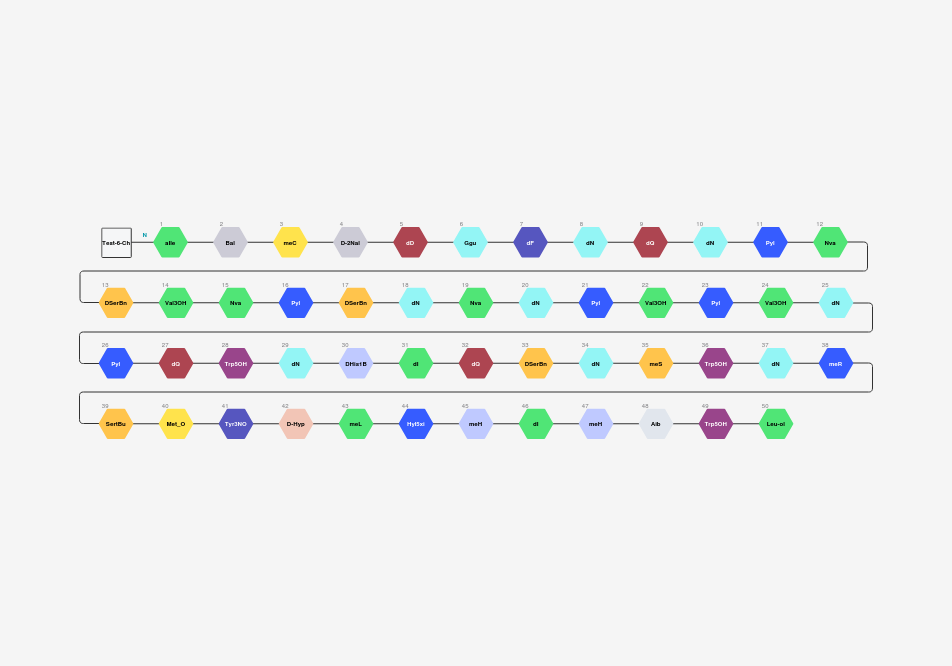 1 2 3 4 5 6 7 8 9 10 11 12
Test-6-Ch N aIle Bal meC D-2Nal dD Ggu dF dN dQ dN Pyl Nva
13 14 15 16 17 18 19 20 21 22 23 24 25
DSerBn Val3OH Nva Pyl DSerBn dN Nva dN Pyl Val3OH Pyl Val3OH dN
26 27 28 29 30 31 32 33 34 35 36 37 38
Pyl dQ Trp5OH dN DHis1B dI dQ DSerBn dN meS Trp5OH dN meR
39 40 41 42 43 44 45 46 47 48 49 50
SertBu Met_O Tyr3NO D-Hyp meL Hyl5xi meH dI meH Aib Trp5OH Leu-ol